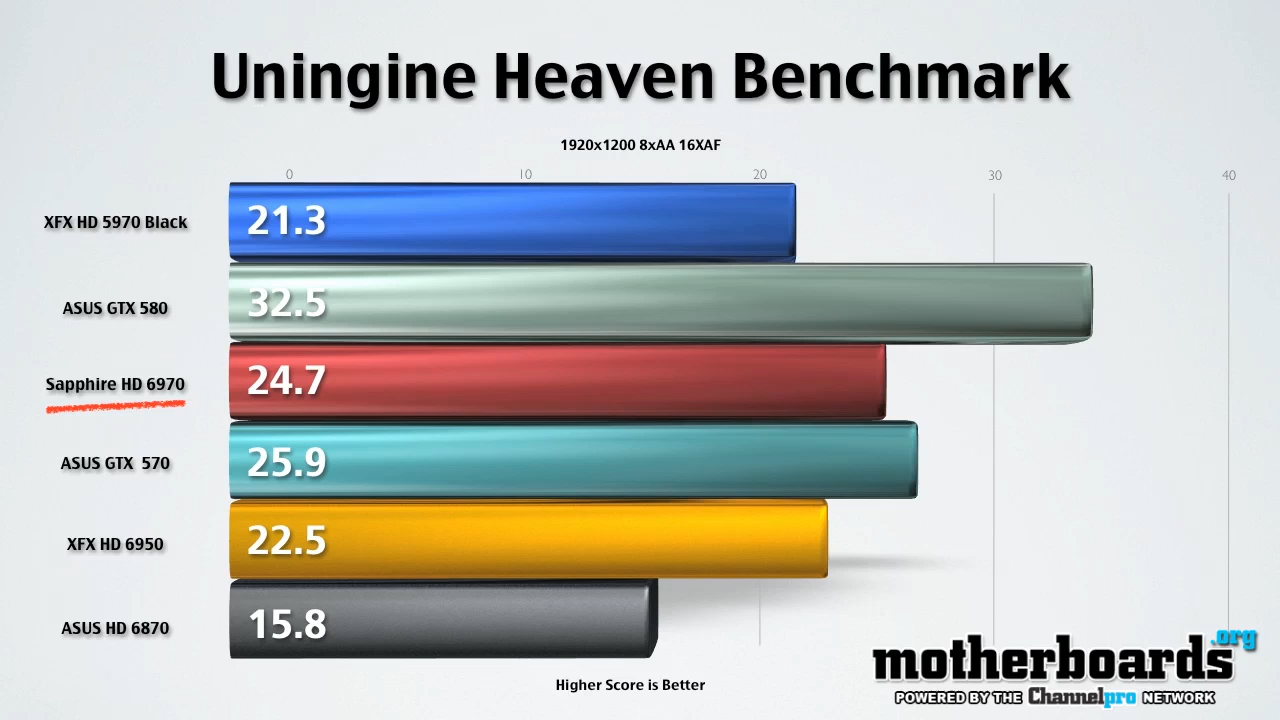 Uningine Heaven Benchmark
1920x1200 8xAA 16XAF
0 10 20 30 40
XFX HD 5970 Black 21.3
ASUS GTX 580 32.5
Sapphire HD 6970 24.7
ASUS GTX 570 25.9
XFX HD 6950 22.5
ASUS HD 6870 15.8
Higher Score is Better
motherboards.org
POWERED BY THE Channelpro NETWORK